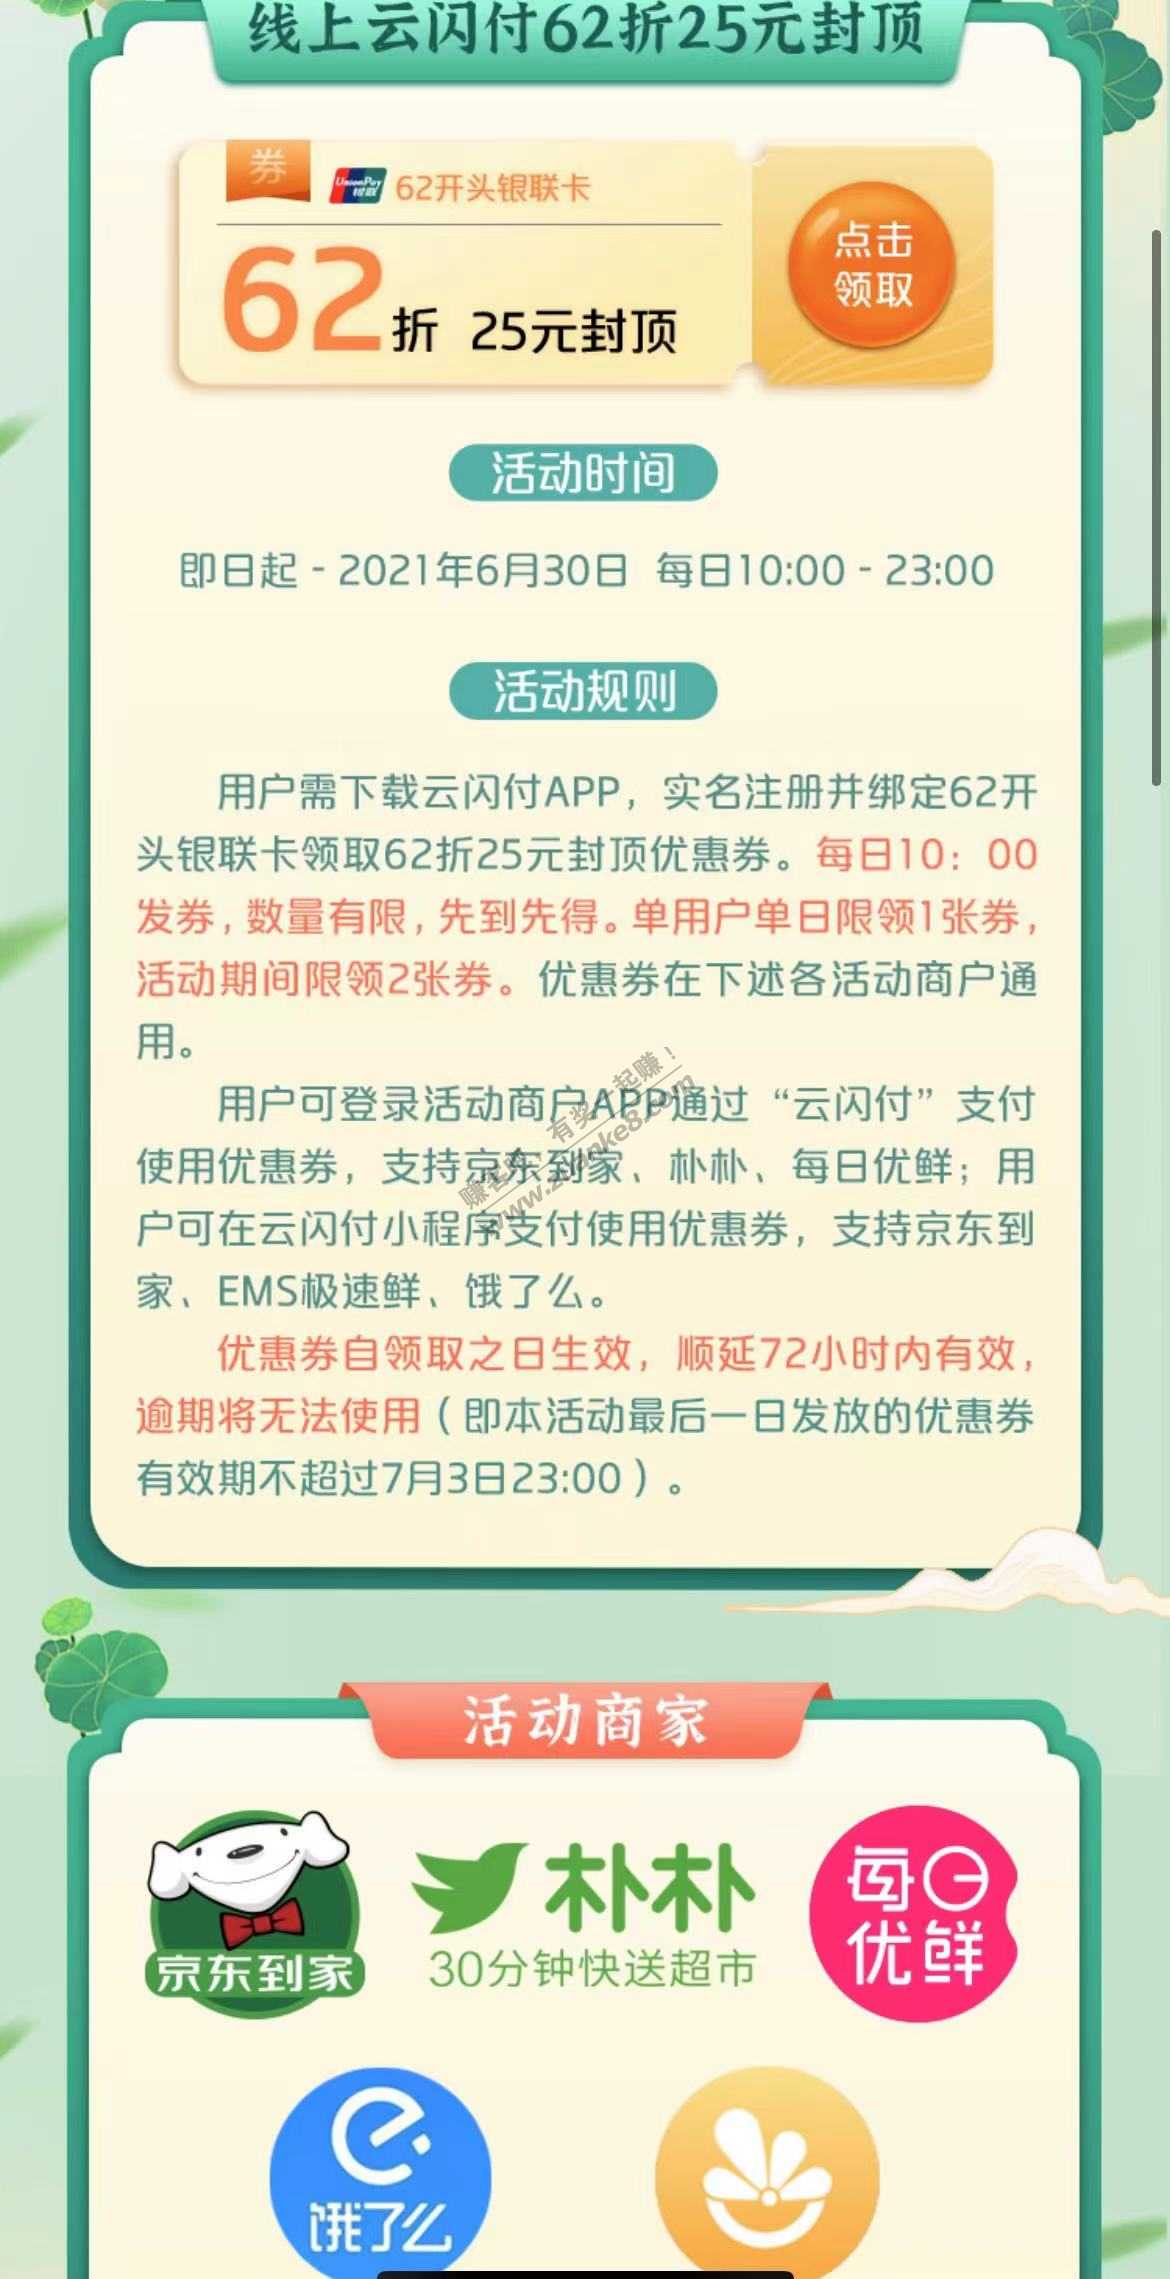 线上云闪付62折25元封顶
券
UnionPay
银联
62开头银联卡
62折 25元封顶
点击
领取
活动时间
即日起 - 2021年6月30日 每日10:00 - 23:00
活动规则
用户需下载云闪付APP，实名注册并绑定62开
头银联卡领取62折25元封顶优惠券。每日10：00
发券，数量有限，先到先得。单用户单日限领1张券，
活动期间限领2张券。优惠券在下述各活动商户通
用。
用户可登录活动商户APP通过“云闪付”支付
使用优惠券，支持京东到家、朴朴、每日优鲜；用
户可在云闪付小程序支付使用优惠券，支持京东到
家、EMS极速鲜、饿了么。
优惠券自领取之日生效，顺延72小时内有效，
逾期将无法使用（即本活动最后一日发放的优惠券
有效期不超过7月3日23:00）。
赚客吧，有奖一起赚！
www.zuanke8.com
活动商家
京东到家
朴朴
30分钟快送超市
每日
优鲜
饿了么